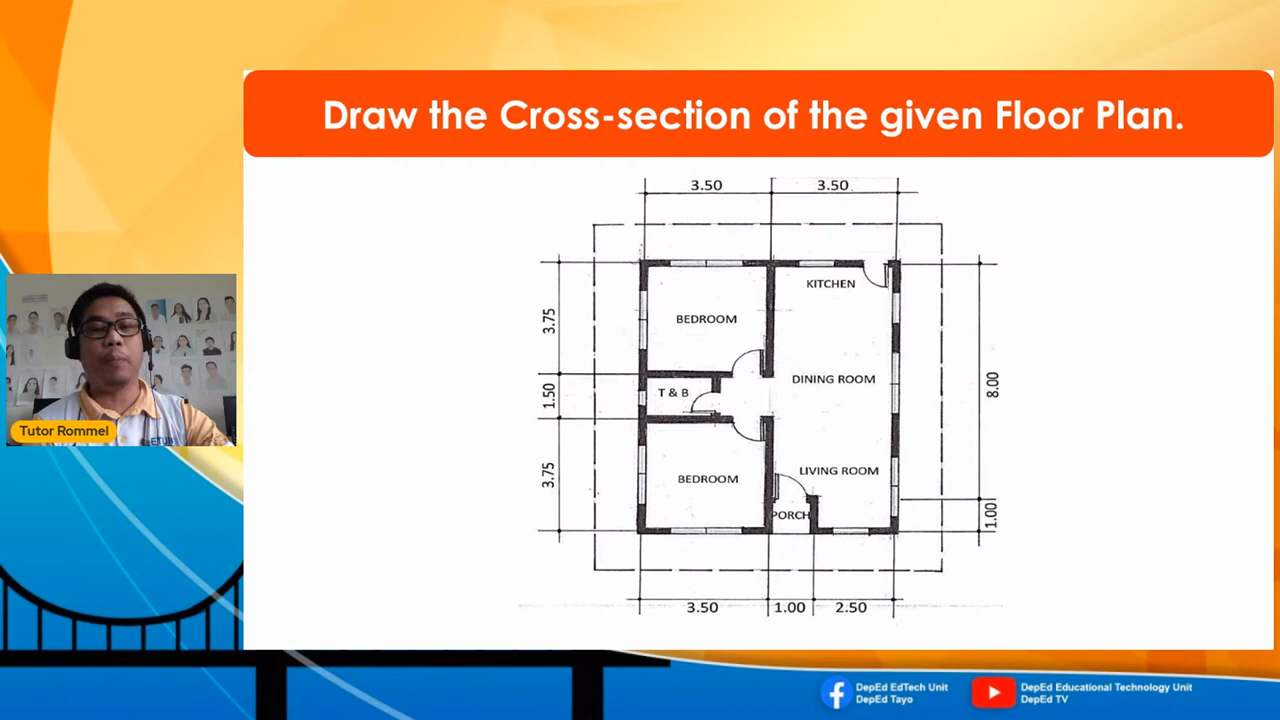 Draw the Cross-section of the given Floor Plan.
3.50
3.50
KITCHEN
3.75
BEDROOM
DINING ROOM
8.00
T & B
1.50
LIVING ROOM
3.75
BEDROOM
PORCH
1.00
3.50
1.00
2.50
Tutor Rommel
DepEd EdTech Unit
DepEd Tayo
DepEd Educational Technology Unit
DepEd TV